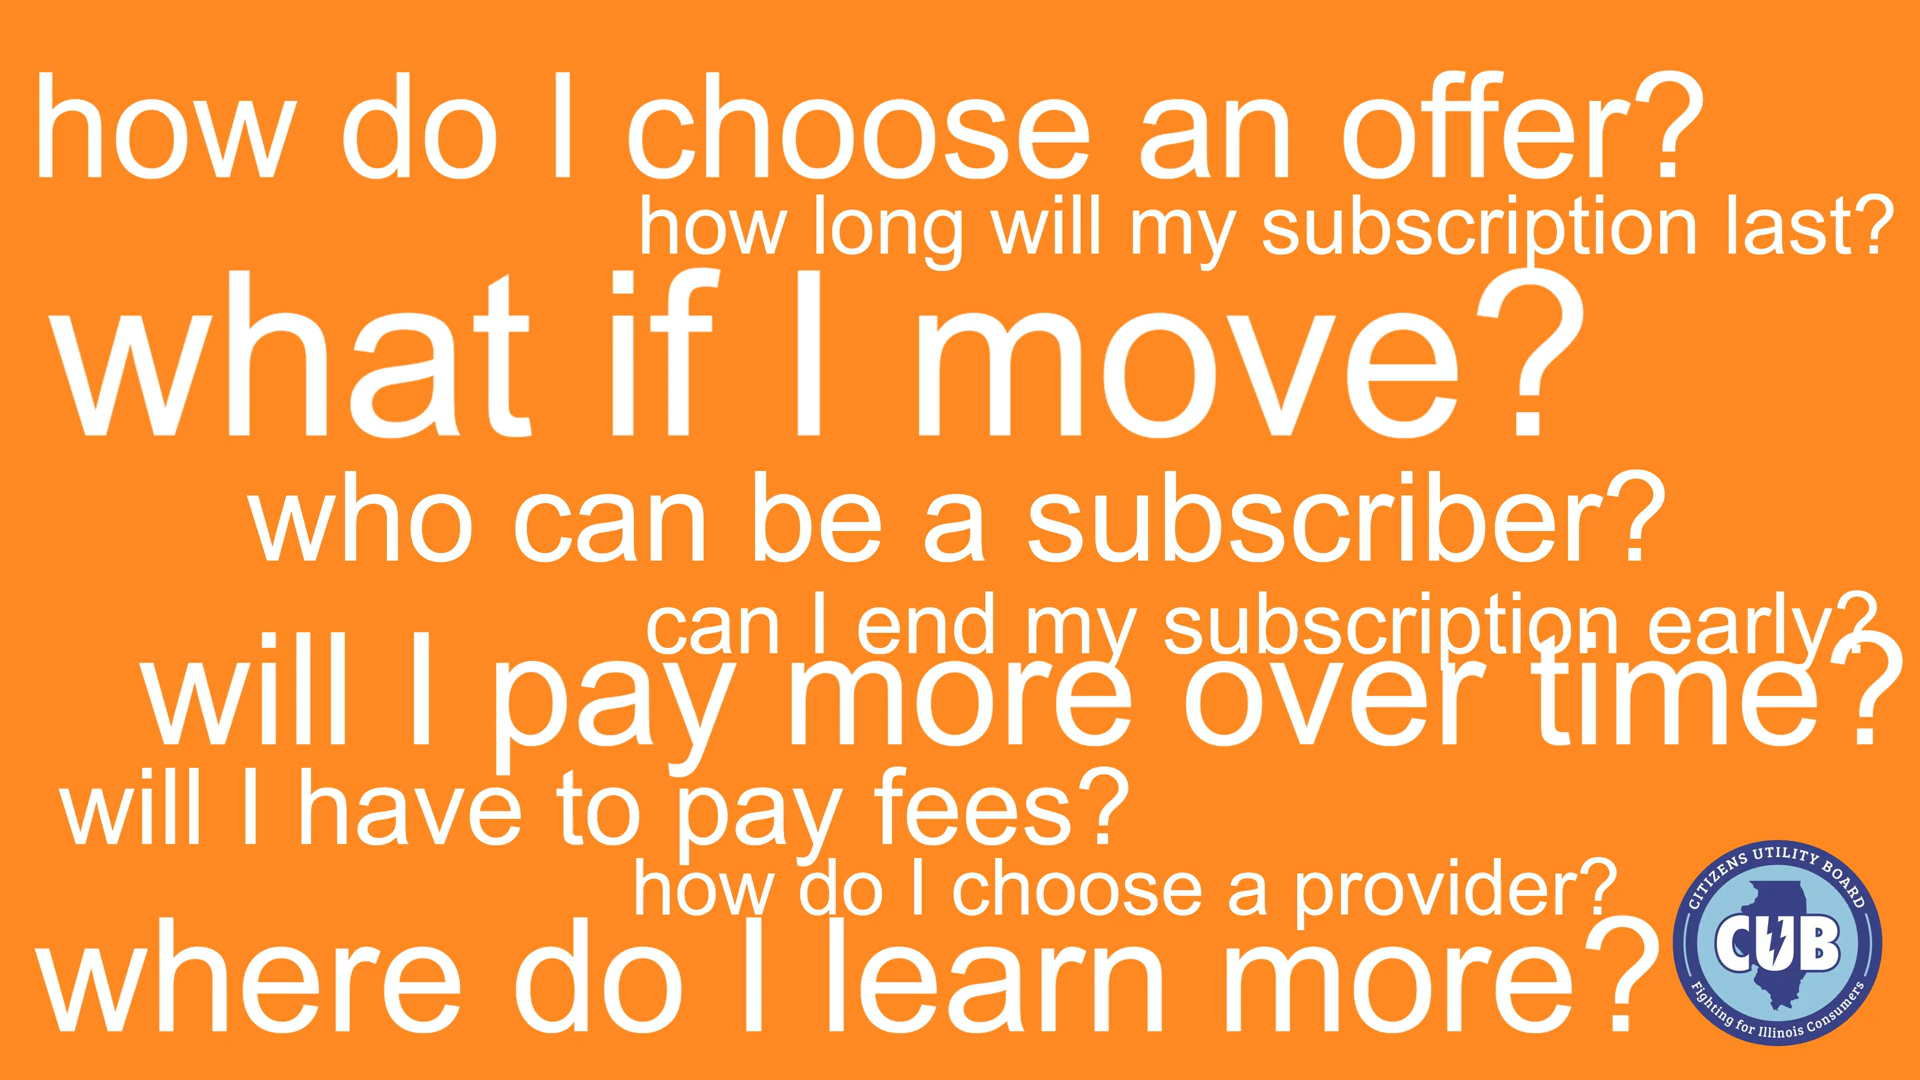 how do I choose an offer?
how long will my subscription last?
what if I move?
who can be a subscriber?
can I end my subscription early?
will I pay more over time?
will I have to pay fees?
how do I choose a provider?
where do I learn more?
CITIZENS UTILITY BOARD
CUB
Fighting for Illinois Consumers